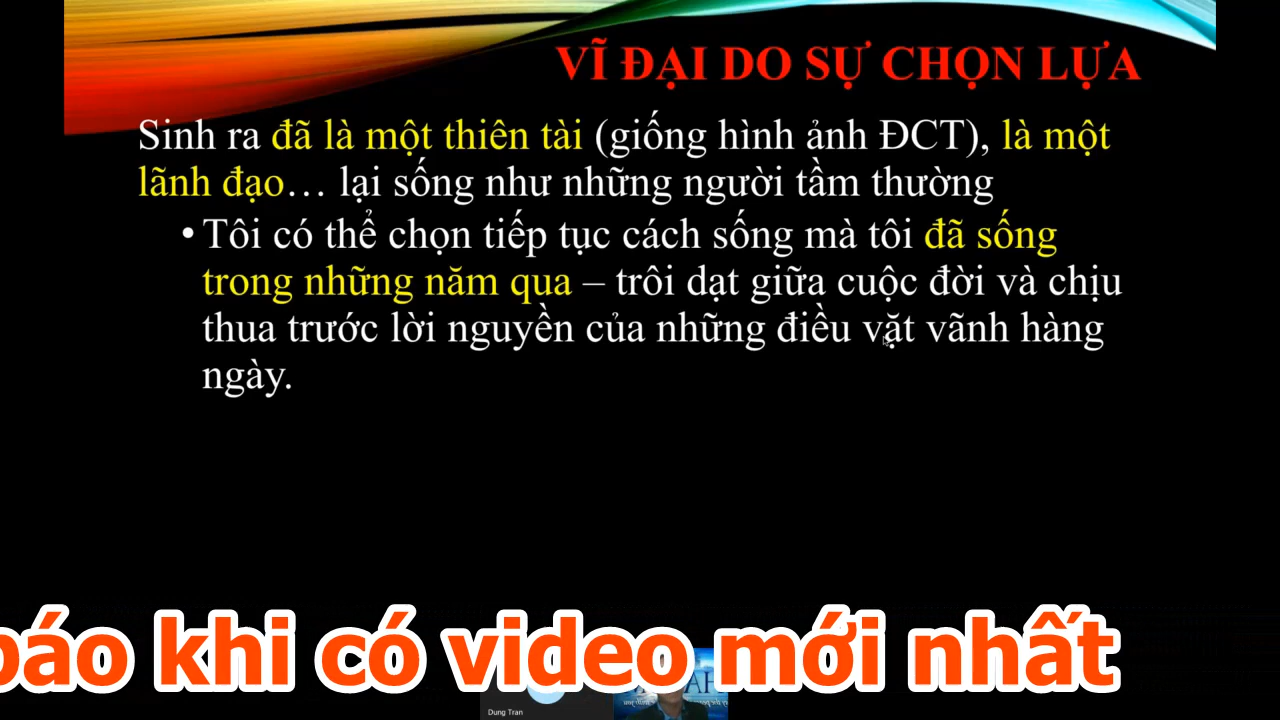 VĨ ĐẠI DO SỰ CHỌN LỰA
Sinh ra đã là một thiên tài (giống hình ảnh ĐCT), là một
lãnh đạo… lại sống như những người tầm thường
• Tôi có thể chọn tiếp tục cách sống mà tôi đã sống
trong những năm qua – trôi dạt giữa cuộc đời và chịu
thua trước lời nguyền của những điều vặt vãnh hàng
ngày.
báo khi có video mới nhất
Dung Tran